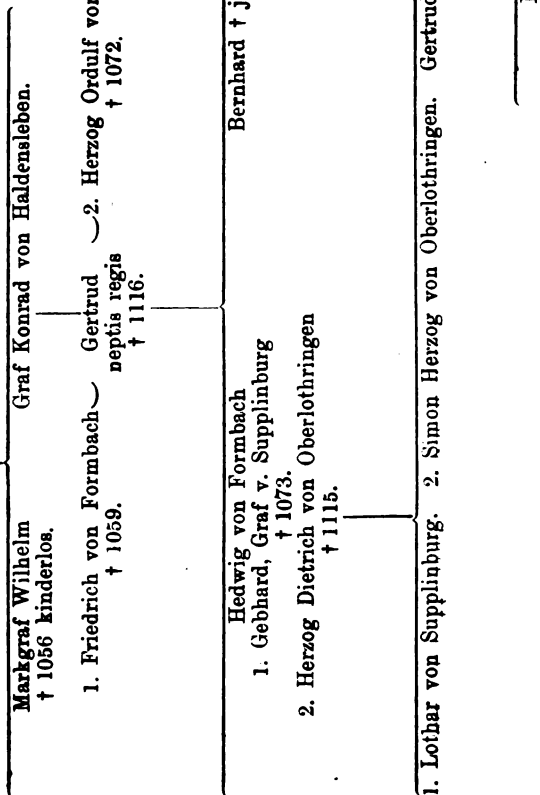 Markgraf Wilhelm
† 1056 kinderlos.
Graf Konrad von Haldensleben.
1. Friedrich von Formbach
† 1059.
Gertrud
neptis regis
† 1116.
2. Herzog Ordulf von
† 1072.
Hedwig von Formbach
1. Gebhard, Graf v. Supplinburg
† 1073.
2. Herzog Dietrich von Oberlothringen
† 1115.
Bernhard † j
1. Lothar von Supplinburg. 2. Simon Herzog von Oberlothringen. Gertrud